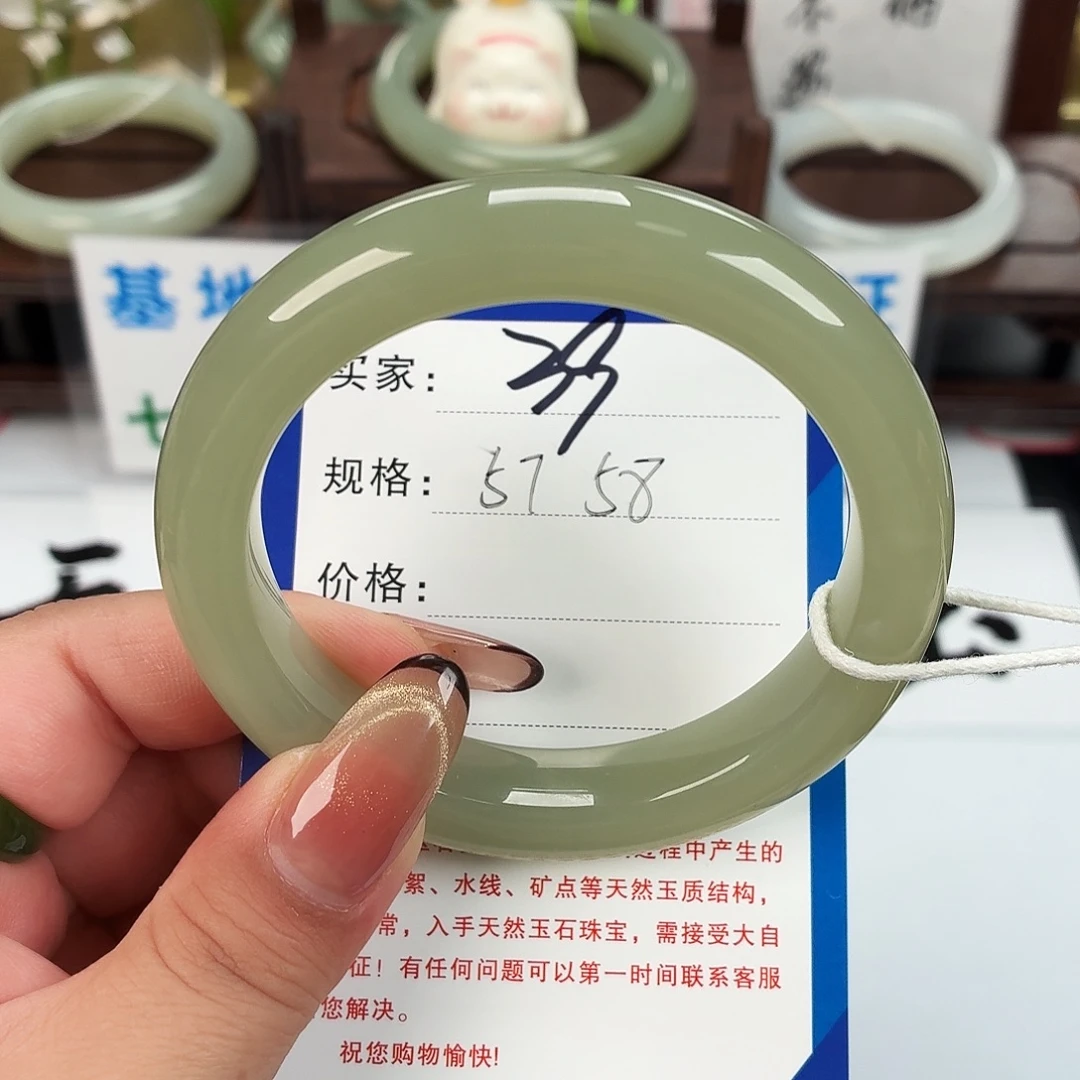 基地
证
七
买家：
规格：57 58
价格：
过程中产生的
絮、水线、矿点等天然玉质结构，
常，入手天然玉石珠宝，需接受大自
证！有任何问题可以第一时间联系客服
您解决。
祝您购物愉快！